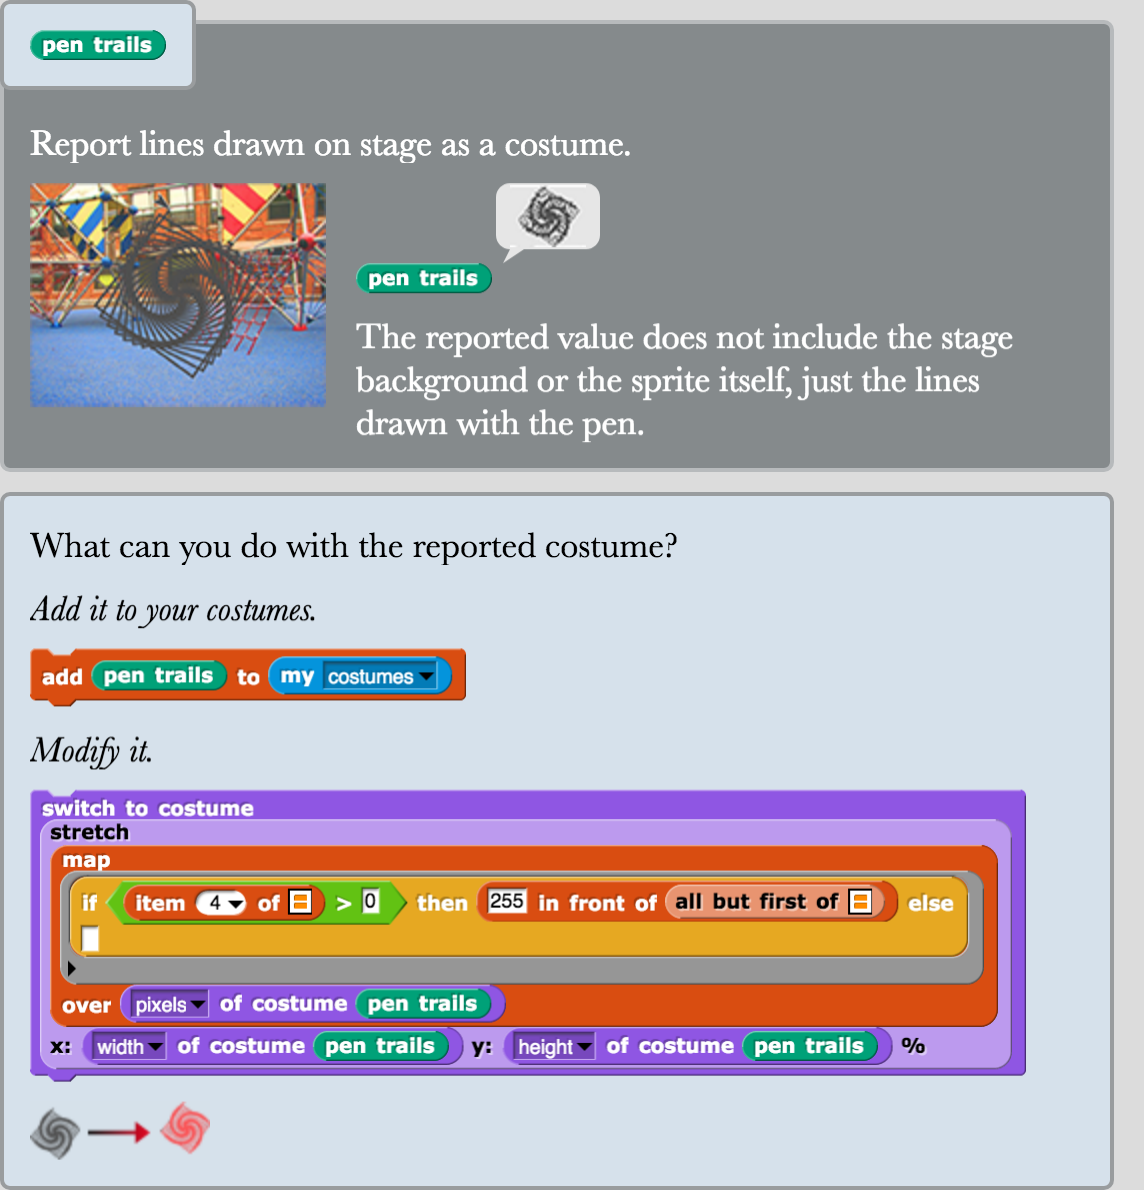 pen trails
Report lines drawn on stage as a costume.
pen trails
The reported value does not include the stage
background or the sprite itself, just the lines
drawn with the pen.
What can you do with the reported costume?
Add it to your costumes.
add pen trails to my costumes
Modify it.
switch to costume
stretch
map
if item 4 of > 0 then 255 in front of all but first of else
over pixels of costume pen trails
x: width of costume pen trails y: height of costume pen trails %